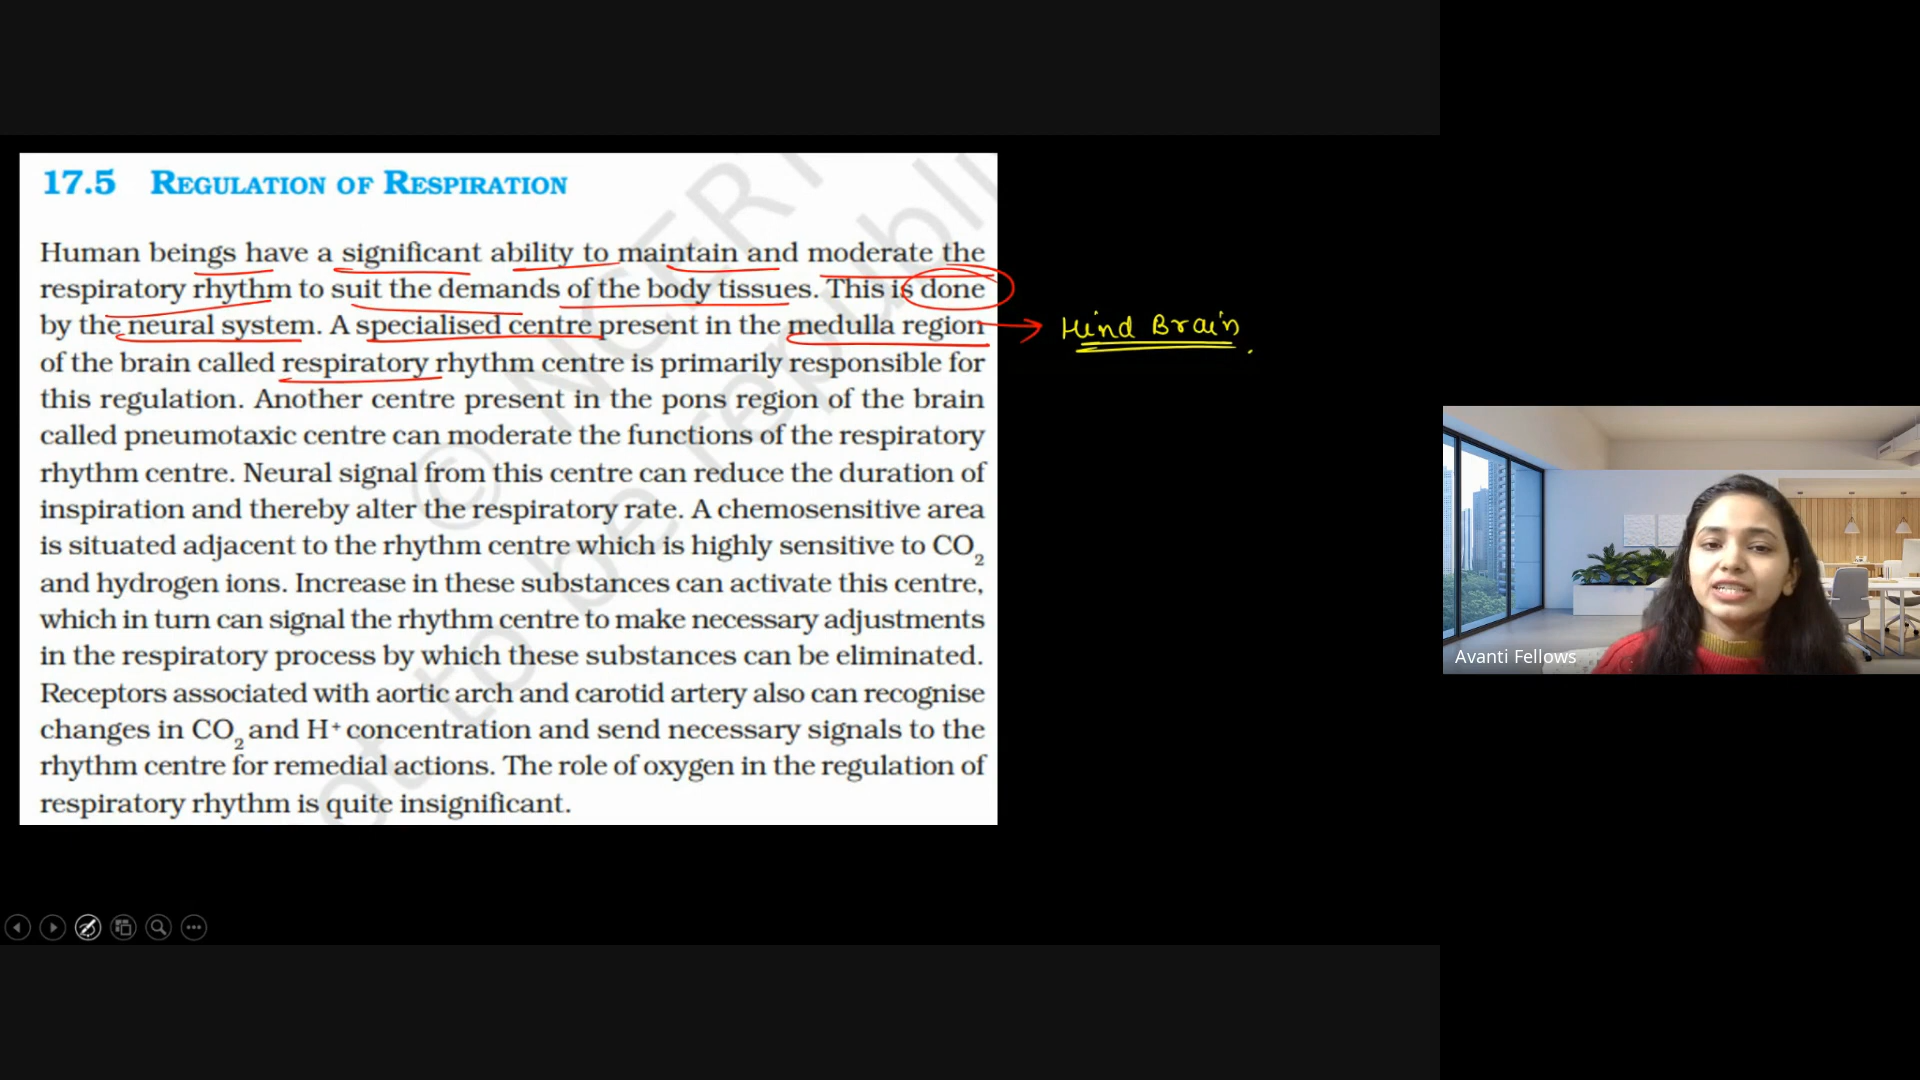 17.5 REGULATION OF RESPIRATION
Human beings have a significant ability to maintain and moderate the
respiratory rhythm to suit the demands of the body tissues. This is done
by the neural system. A specialised centre present in the medulla region
of the brain called respiratory rhythm centre is primarily responsible for
this regulation. Another centre present in the pons region of the brain
called pneumotaxic centre can moderate the functions of the respiratory
rhythm centre. Neural signal from this centre can reduce the duration of
inspiration and thereby alter the respiratory rate. A chemosensitive area
is situated adjacent to the rhythm centre which is highly sensitive to CO2
and hydrogen ions. Increase in these substances can activate this centre,
which in turn can signal the rhythm centre to make necessary adjustments
in the respiratory process by which these substances can be eliminated.
Receptors associated with aortic arch and carotid artery also can recognise
changes in CO2 and H+ concentration and send necessary signals to the
rhythm centre for remedial actions. The role of oxygen in the regulation of
respiratory rhythm is quite insignificant.
Hind Brain
© NCERT
not to be republi
Avanti Fellows